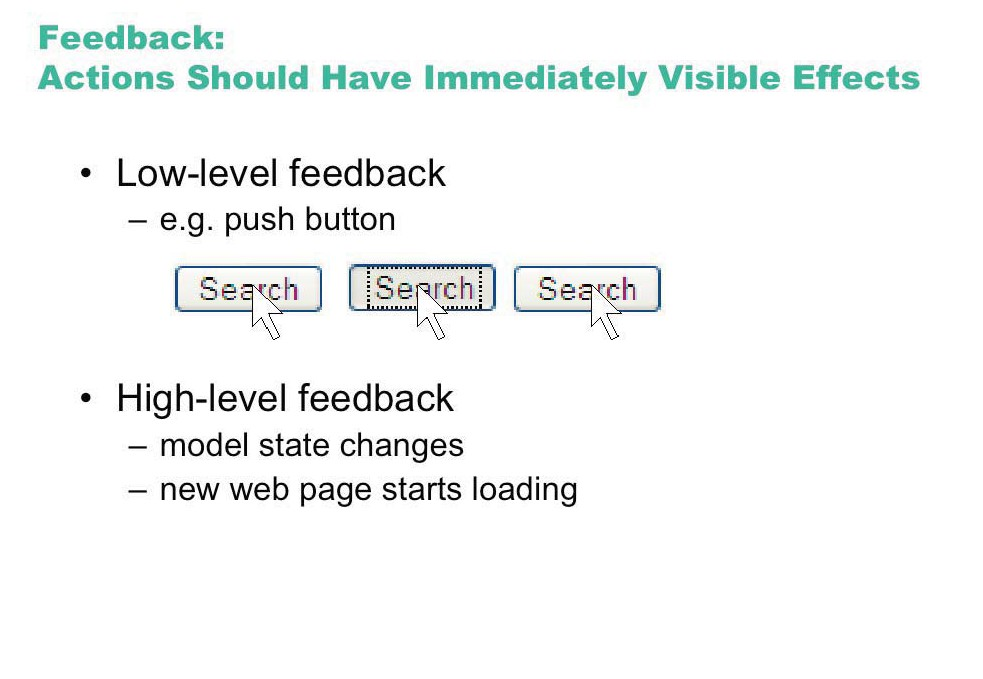 Feedback:
Actions Should Have Immediately Visible Effects
• Low-level feedback
– e.g. push button
Search Search Search
• High-level feedback
– model state changes
– new web page starts loading